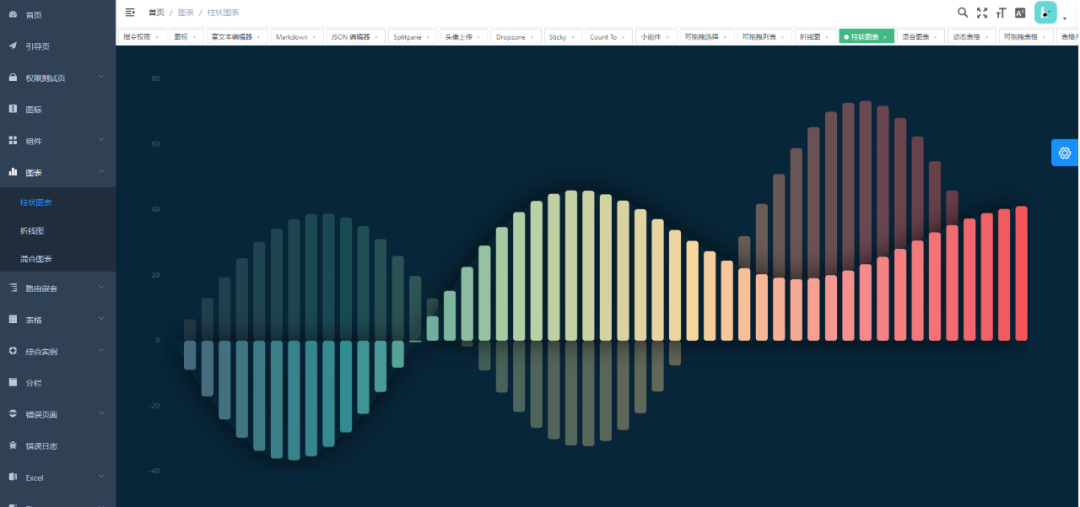 首页 / 图表 / 柱状图表
指令权限 × 图标 × 富文本编辑器 × Markdown × JSON 编辑器 × Splitpane × 头像上传 × Dropzone × Sticky × Count To × 小组件 × 可拖拽选择 × 可拖拽列表 × 折线图 × 柱状图表 × 混合图表 × 动态表格 × 可拖拽表格 ×
首页
引导页
权限测试页
图标
组件
图表
柱状图表
折线图
混合图表
路由嵌套
表格
综合实例
分栏
错误页面
错误日志
Excel
80
60
40
20
0
-20
-40